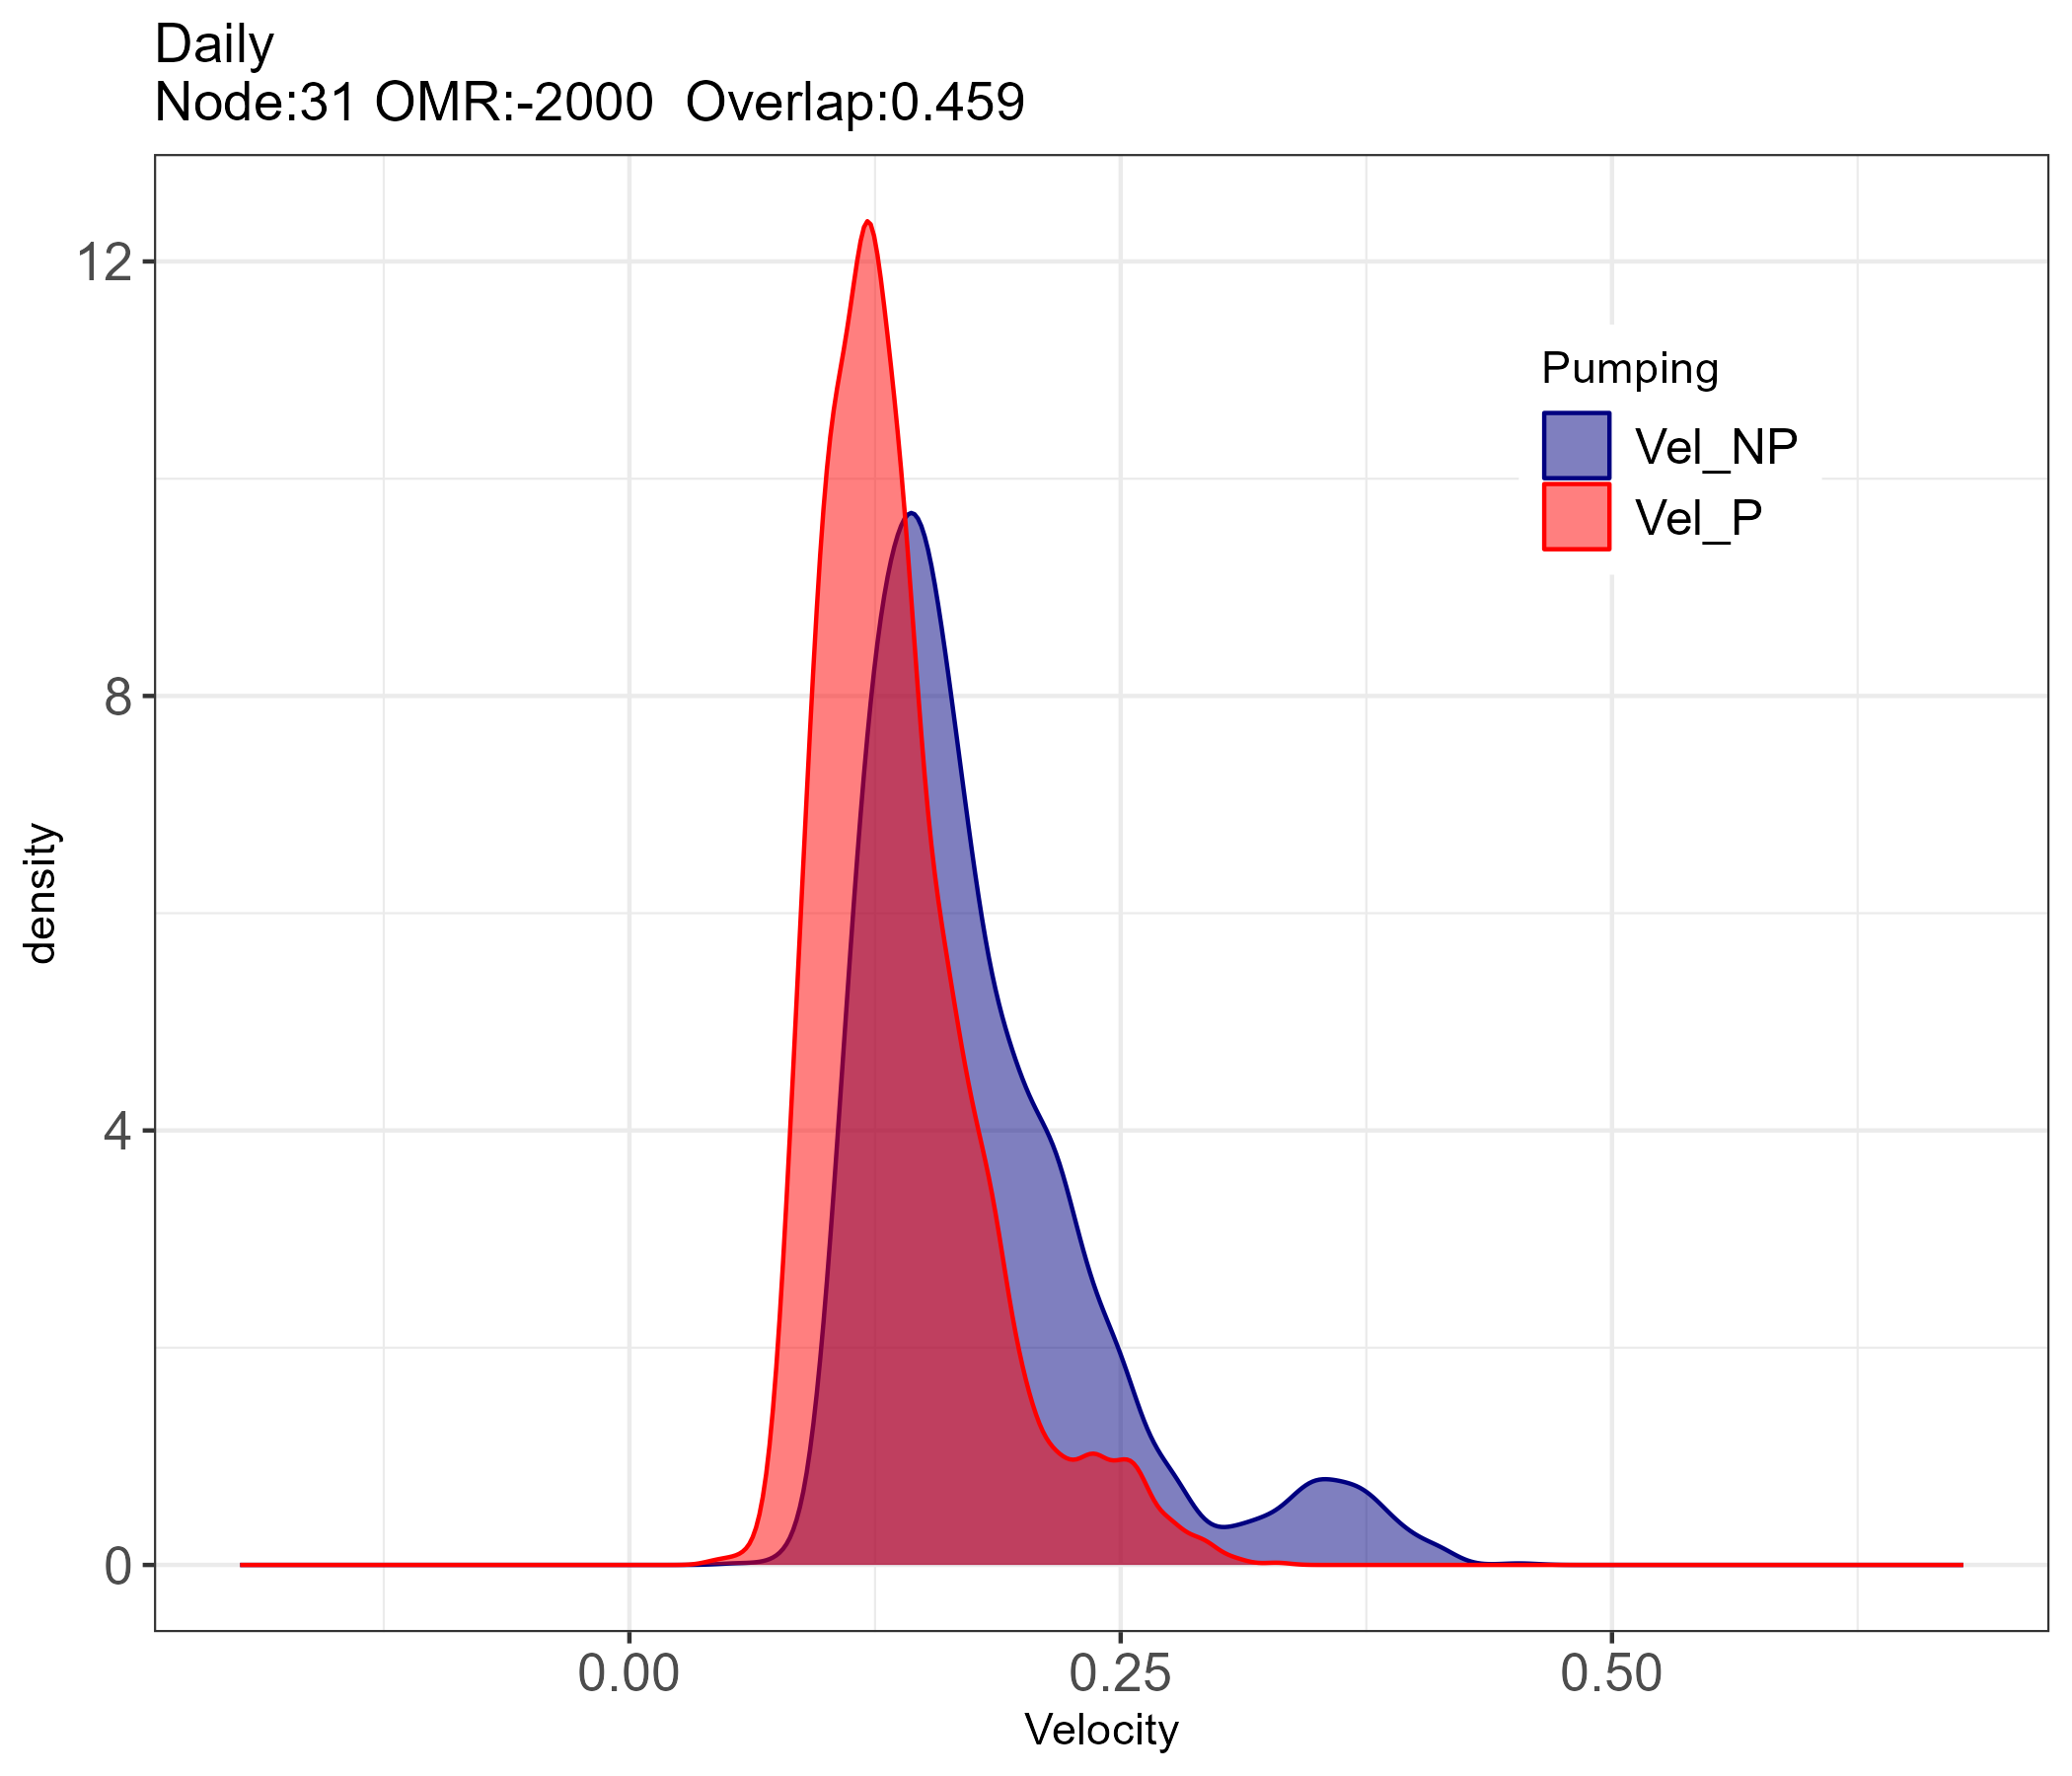 Daily
Node:31 OMR:-2000  Overlap:0.459
12
8
4
0
density
Pumping
Vel_NP
Vel_P
0.00
0.25
0.50
Velocity